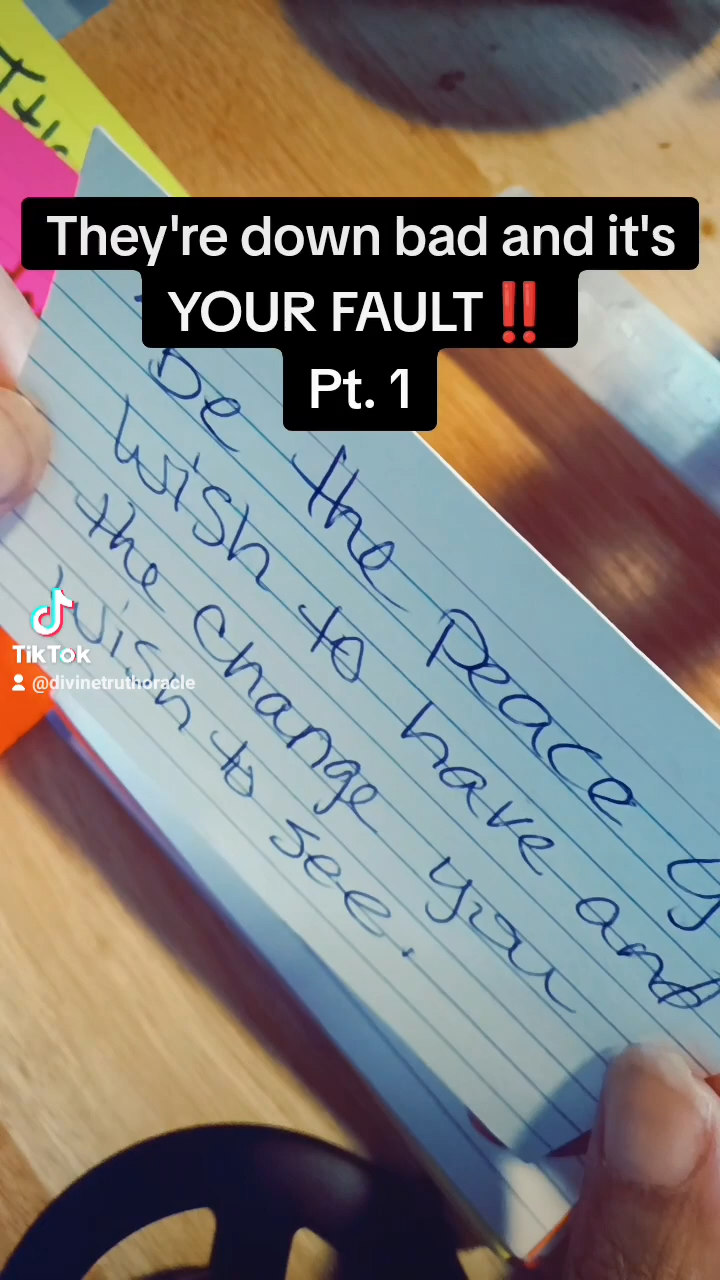 They're down bad and it's
YOUR FAULT‼️
Pt. 1
Be the Peace y
wish to have and
the change you
wish to see.
TikTok
@divinetruthoracle